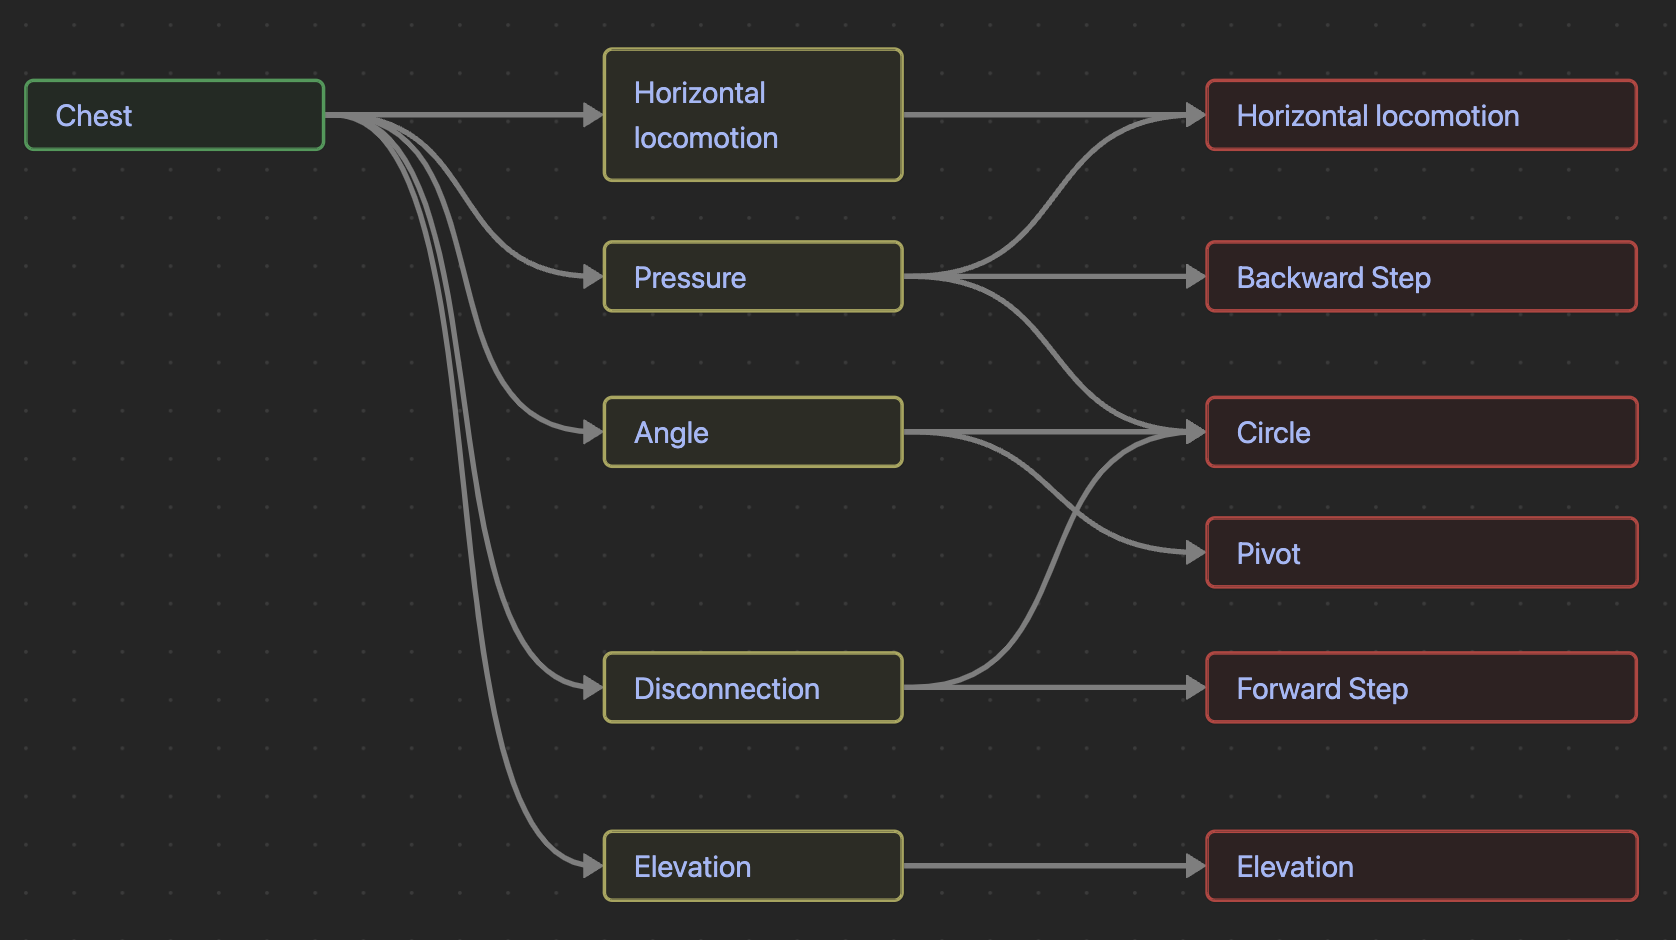 Chest
Horizontal
locomotion
Horizontal locomotion
Pressure
Backward Step
Angle
Circle
Pivot
Disconnection
Forward Step
Elevation
Elevation